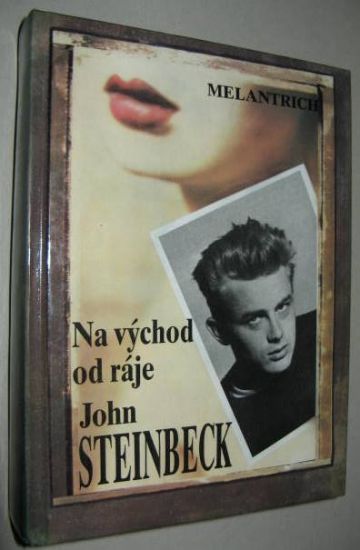 MELANTRICH
Na východ
od ráje
John
STEINBECK